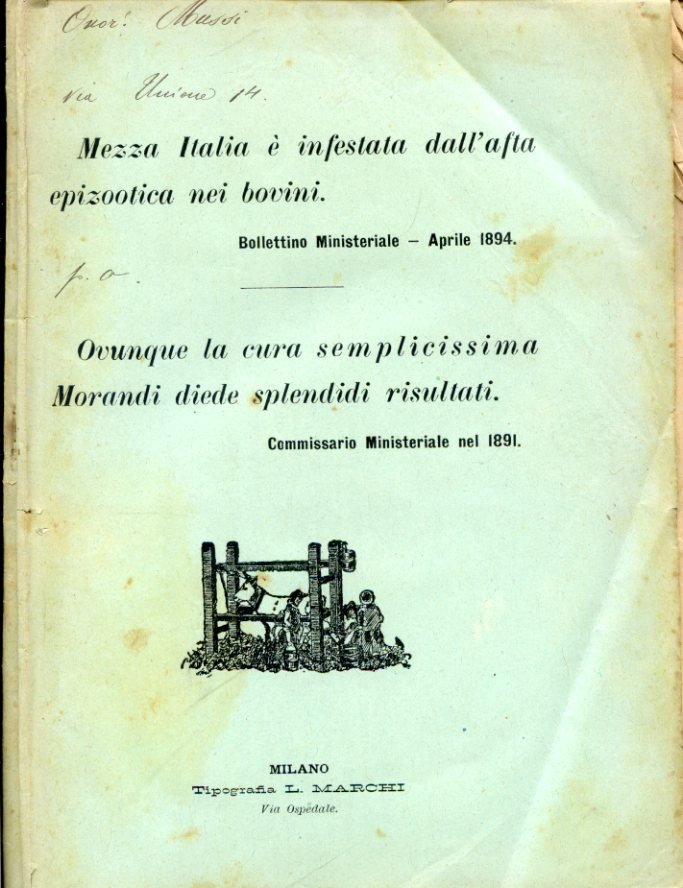 Onor. Mussi
via Unione 14.
Mezza Italia è infestata dall'afta
epizootica nei bovini.
Bollettino Ministeriale — Aprile 1894.
p. a.
Ovunque la cura semplicissima
Morandi diede splendidi risultati.
Commissario Ministeriale nel 1891.
MILANO
Tipografia L. MARCHI
Via Ospedale.